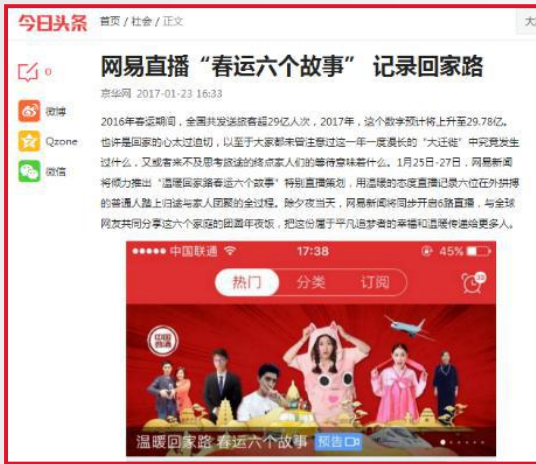 今日头条 首页 / 社会 / 正文
网易直播“春运六个故事” 记录回家路
京华网 2017-01-23 16:33
0
微博
Qzone
微信
2016年春运期间，全国共发送旅客超29亿人次，2017年，这个数字预计将上升至29.78亿。
也许是回家的心太过迫切，以至于大家都未曾注意过这一年一度漫长的“大迁徙”中究竟发生
过什么，又或者来不及思考旅途的终点家人们的等待意味着什么。1月25日-27日，网易新闻
将倾力推出“温暖回家路春运六个故事”特别直播策划，用温暖的态度直播记录六位在外拼搏
的普通人踏上归途与家人团聚的全过程。除夕夜当天，网易新闻将同步开启6路直播，与全球
网友共同分享这六个家庭的团圆年夜饭，把这份属于平凡追梦者的幸福和温暖传递给更多人。
中国联通 17:38 45%
热门 分类 订阅
温暖回家路 春运六个故事 预告